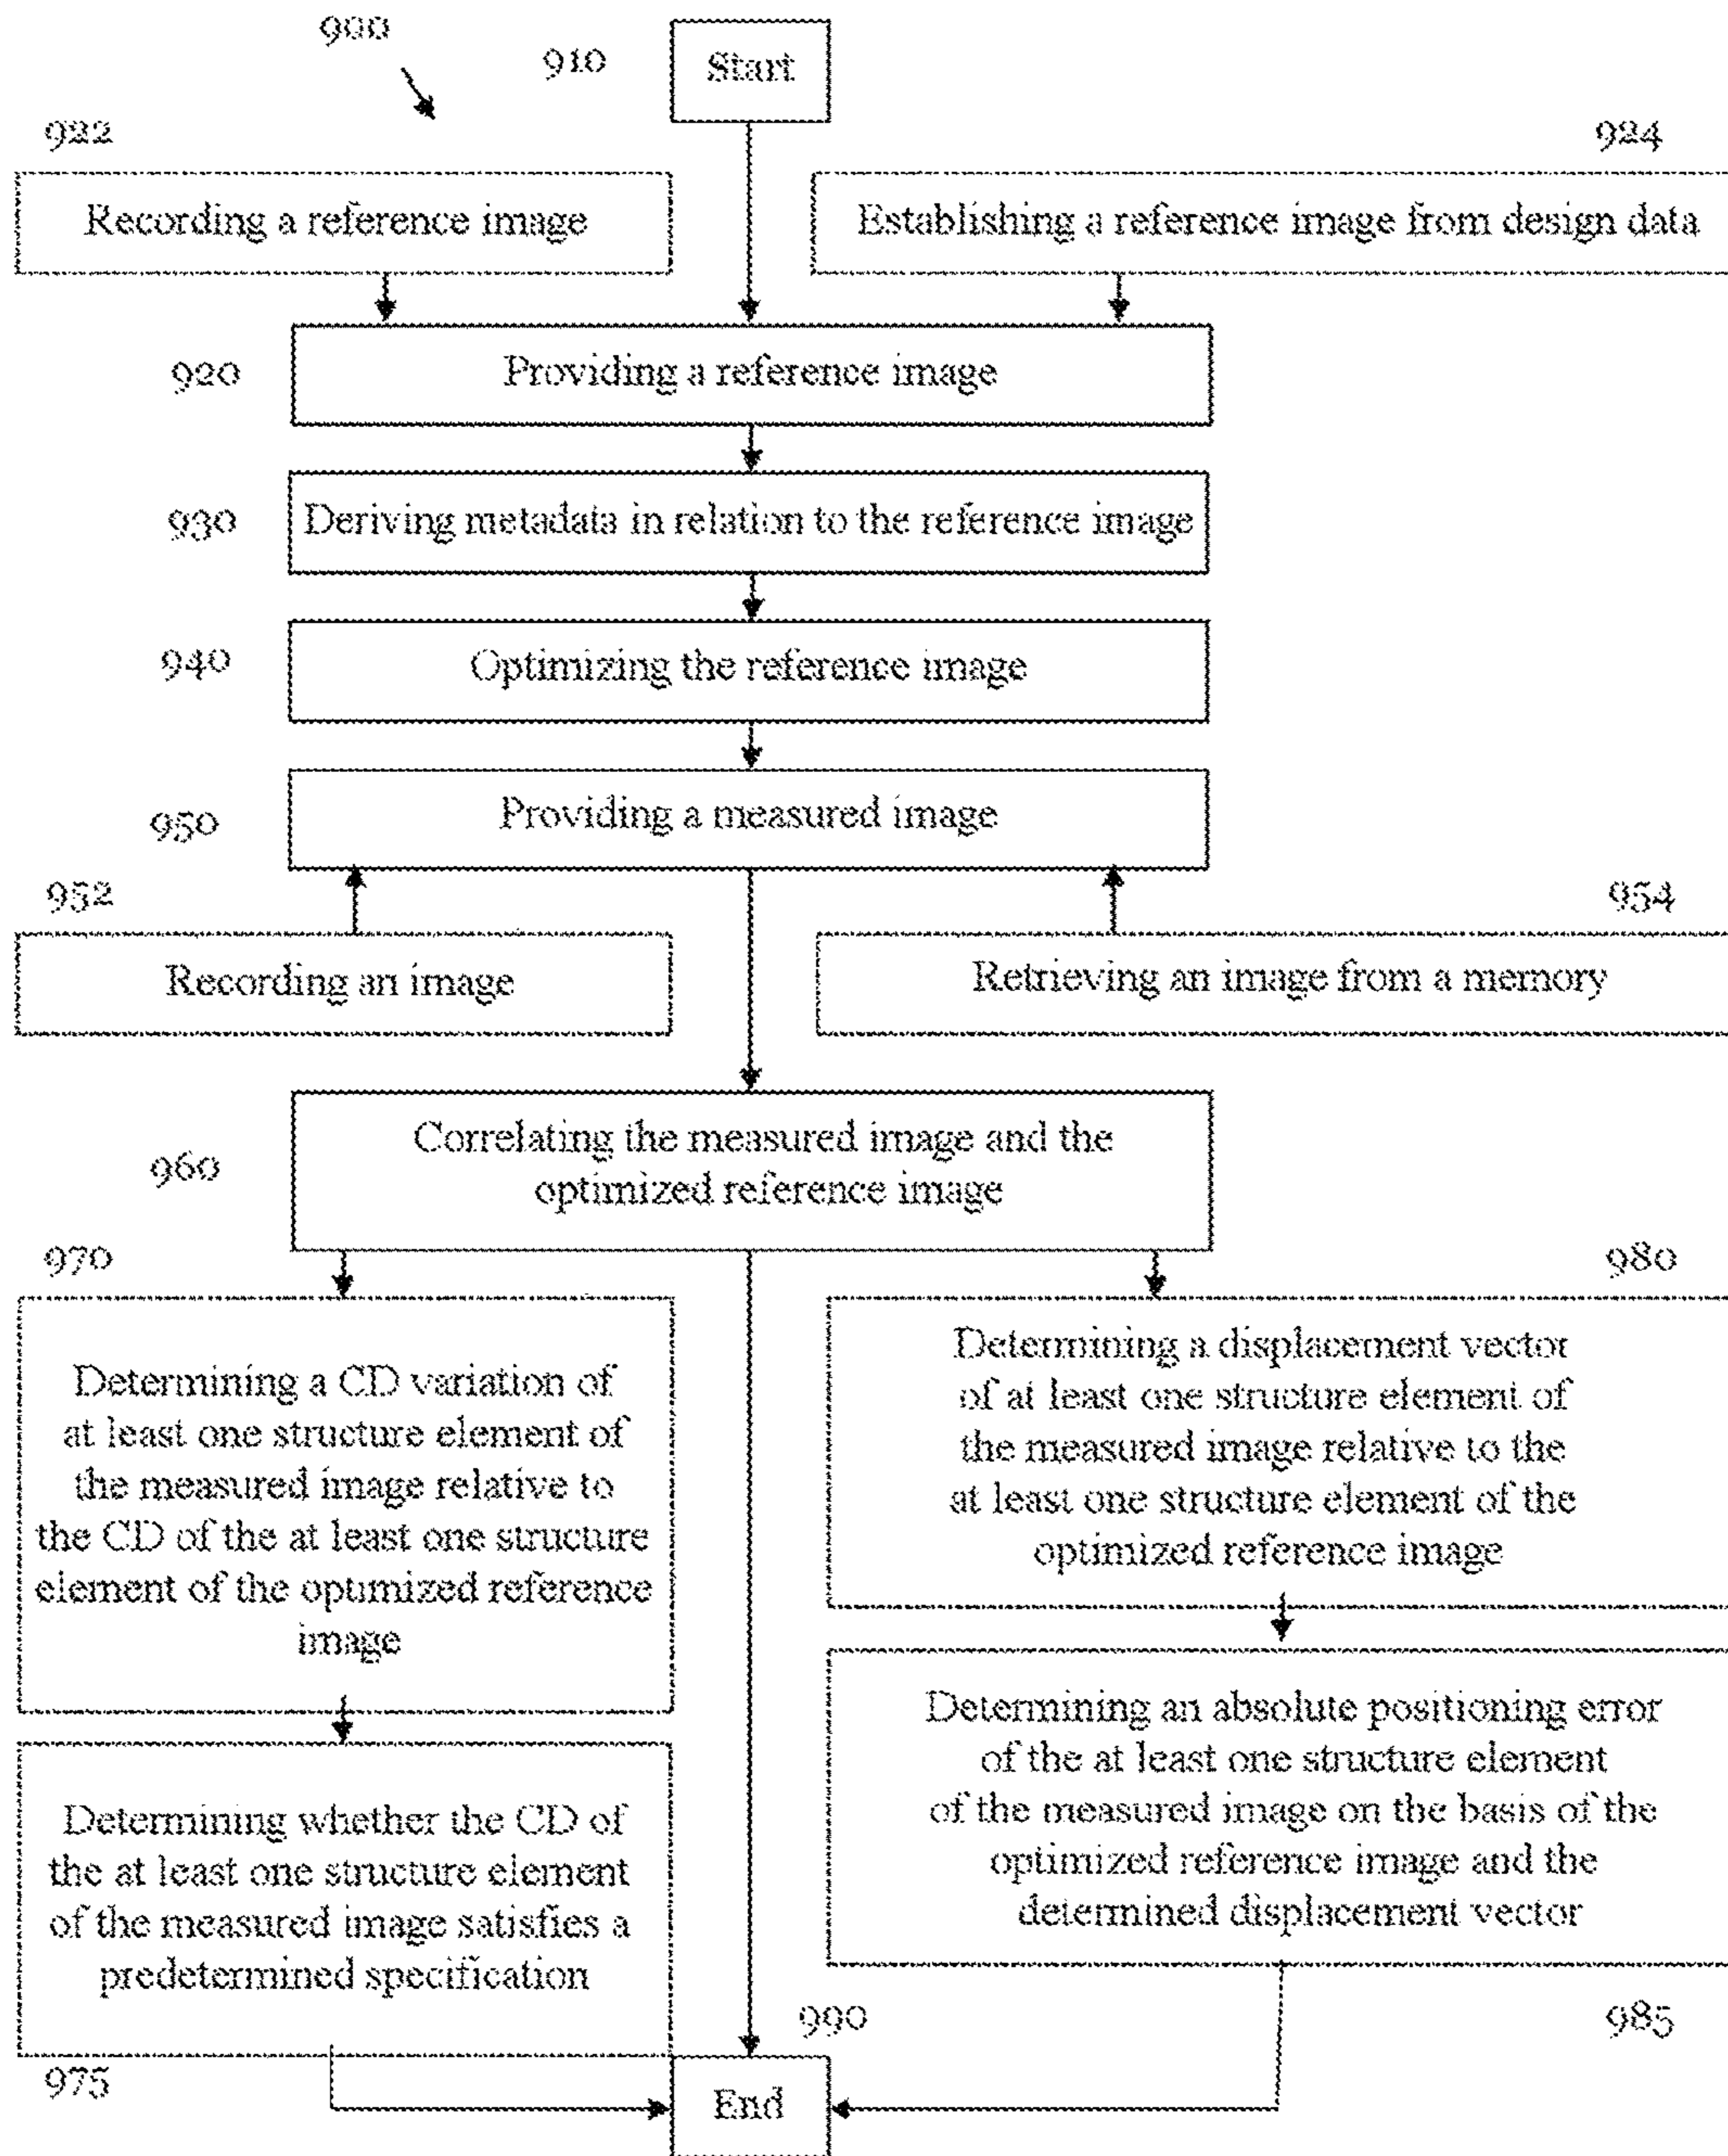 900
910
Start
922
924
Recording a reference image
Establishing a reference image from design data
920
Providing a reference image
930
Deriving metadata in relation to the reference image
940
Optimizing the reference image
950
Providing a measured image
952
954
Recording an image
Retrieving an image from a memory
960
Correlating the measured image and the
optimized reference image
970
980
Determining a CD variation of
at least one structure element of
the measured image relative to
the CD of the at least one structure
element of the optimized reference
image
Determining a displacement vector
of at least one structure element of
the measured image relative to the
at least one structure element of the
optimized reference image
Determining whether the CD of
the at least one structure element
of the measured image satisfies a
predetermined specification
Determining an absolute positioning error
of the at least one structure element
of the measured image on the basis of the
optimized reference image and the
determined displacement vector
990
985
975
End